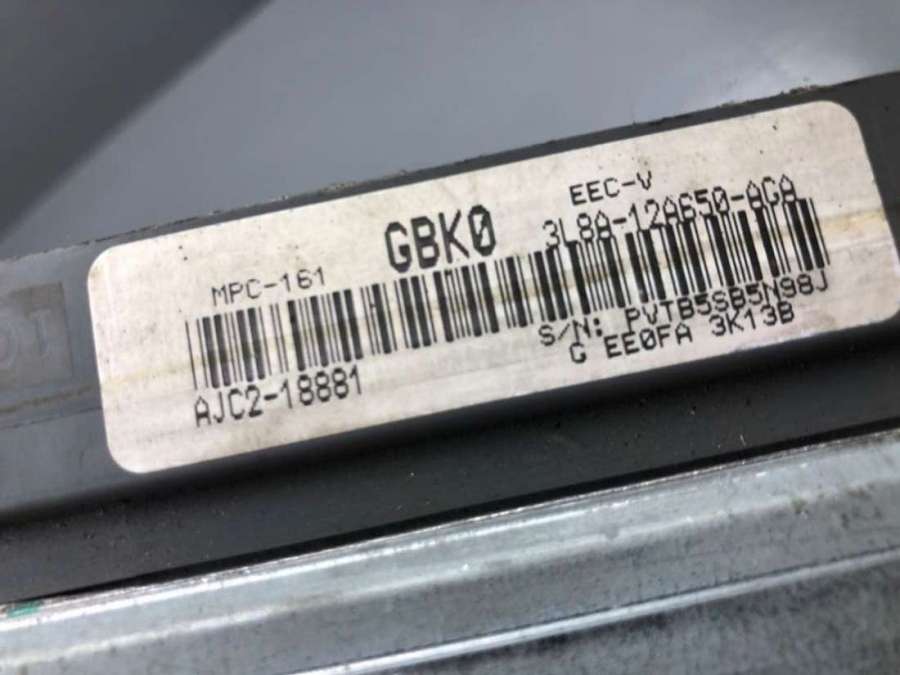 EEC-V
MPC-161 GBK0 3L8A-12A650-AGA
S/N: PVTB5SB5N98J
AJC2-18881 G EE0FA 3K13B